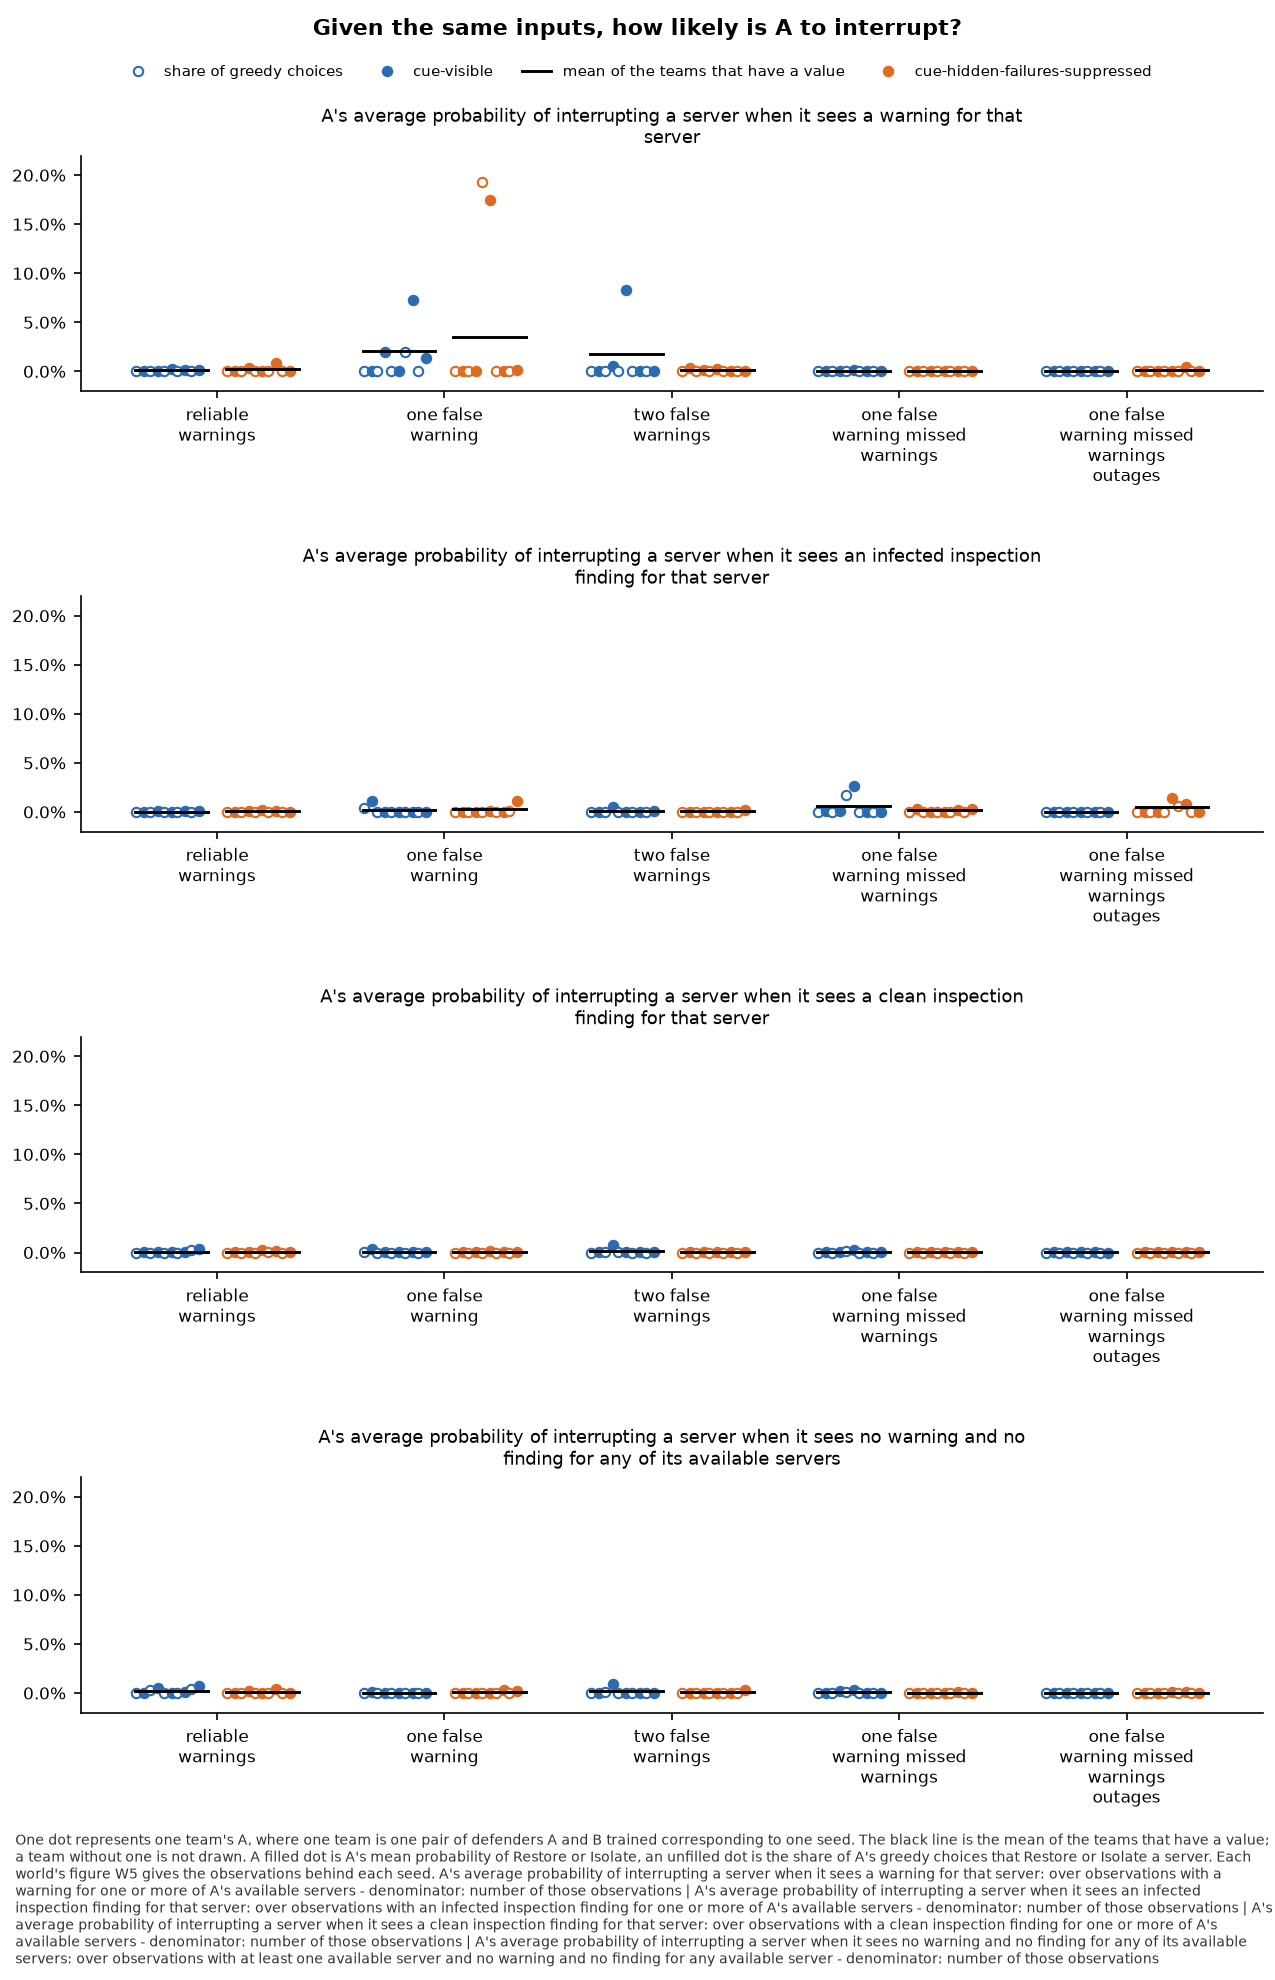 Given the same inputs, how likely is A to interrupt?
share of greedy choices
cue-visible
mean of the teams that have a value
cue-hidden-failures-suppressed
A's average probability of interrupting a server when it sees a warning for that
server
20.0%
15.0%
10.0%
5.0%
0.0%
reliable
warnings
one false
warning
two false
warnings
one false
warning missed
warnings
one false
warning missed
warnings
outages
A's average probability of interrupting a server when it sees an infected inspection
finding for that server
20.0%
15.0%
10.0%
5.0%
0.0%
reliable
warnings
one false
warning
two false
warnings
one false
warning missed
warnings
one false
warning missed
warnings
outages
A's average probability of interrupting a server when it sees a clean inspection
finding for that server
20.0%
15.0%
10.0%
5.0%
0.0%
reliable
warnings
one false
warning
two false
warnings
one false
warning missed
warnings
one false
warning missed
warnings
outages
A's average probability of interrupting a server when it sees no warning and no
finding for any of its available servers
20.0%
15.0%
10.0%
5.0%
0.0%
reliable
warnings
one false
warning
two false
warnings
one false
warning missed
warnings
one false
warning missed
warnings
outages
One dot represents one team's A, where one team is one pair of defenders A and B trained corresponding to one seed. The black line is the mean of the teams that have a value;
a team without one is not drawn. A filled dot is A's mean probability of Restore or Isolate, an unfilled dot is the share of A's greedy choices that Restore or Isolate a server. Each
world's figure W5 gives the observations behind each seed. A's average probability of interrupting a server when it sees a warning for that server: over observations with a
warning for one or more of A's available servers - denominator: number of those observations | A's average probability of interrupting a server when it sees an infected
inspection finding for that server: over observations with an infected inspection finding for one or more of A's available servers - denominator: number of those observations | A's
average probability of interrupting a server when it sees a clean inspection finding for that server: over observations with a clean inspection finding for one or more of A's
available servers - denominator: number of those observations | A's average probability of interrupting a server when it sees no warning and no finding for any of its available
servers: over observations with at least one available server and no warning and no finding for any available server - denominator: number of those observations